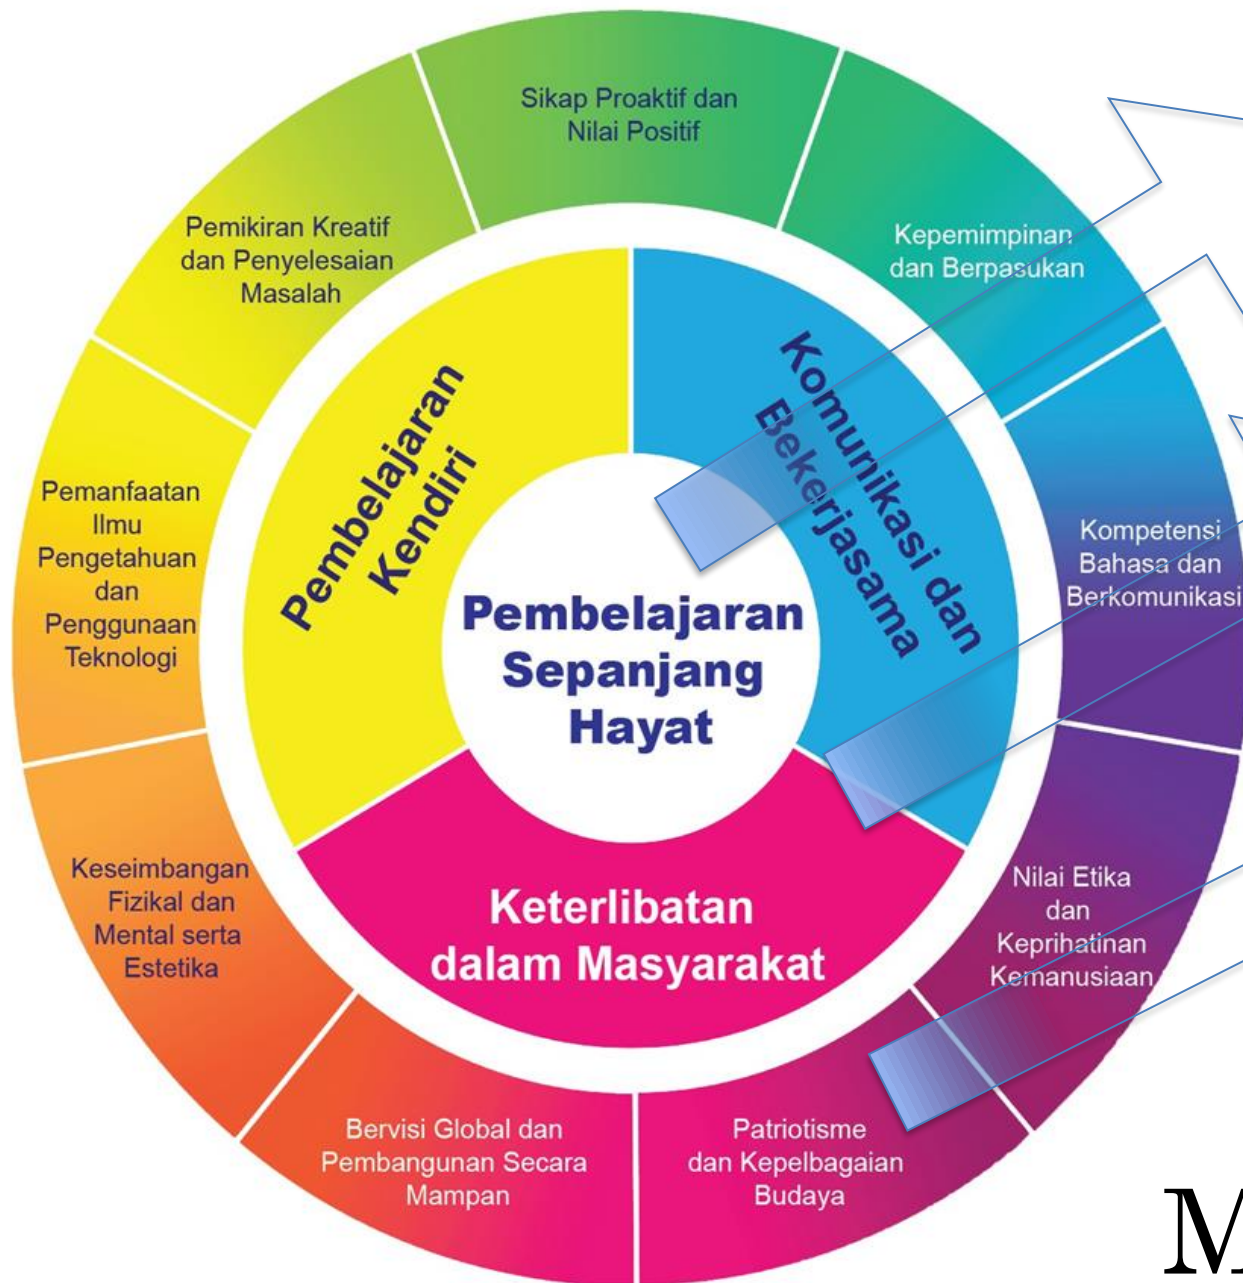 Sikap Proaktif dan
Nilai Positif
Kepemimpinan
dan Berpasukan
Kompetensi
Bahasa dan
Berkomunikasi
Nilai Etika
dan
Keprihatinan
Kemanusiaan
Patriotisme
dan Kepelbagaian
Budaya
Bervisi Global dan
Pembangunan Secara
Mampan
Keseimbangan
Fizikal dan
Mental serta
Estetika
Pemanfaatan
Ilmu
Pengetahuan
dan
Penggunaan
Teknologi
Pemikiran Kreatif
dan Penyelesaian
Masalah
Pembelajaran
Kendiri
Komunikasi dan
Bekerjasama
Keterlibatan
dalam Masyarakat
Pembelajaran
Sepanjang
Hayat
M